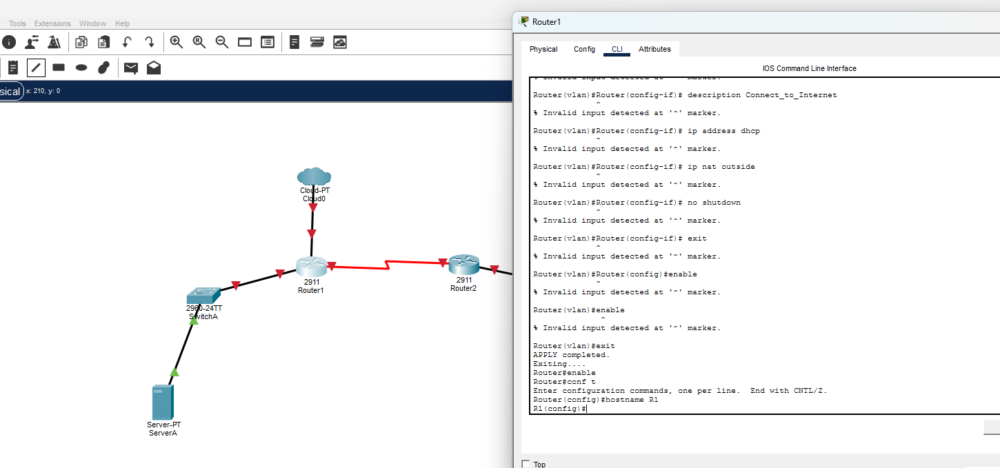 Tools Extensions Window Help
sical x: 210, y: 0
Cloud-PT
Cloud0
2911
Router1
2911
Router2
2960-24TT
SwitchA
Server-PT
ServerA
Router1
Physical Config CLI Attributes
IOS Command Line Interface
% Invalid input detected at '^' marker.
Router(vlan)#Router(config-if)# description Connect_to_Internet
^
% Invalid input detected at '^' marker.
Router(vlan)#Router(config-if)# ip address dhcp
^
% Invalid input detected at '^' marker.
Router(vlan)#Router(config-if)# ip nat outside
^
% Invalid input detected at '^' marker.
Router(vlan)#Router(config-if)# no shutdown
^
% Invalid input detected at '^' marker.
Router(vlan)#Router(config-if)# exit
^
% Invalid input detected at '^' marker.
Router(vlan)#Router(config)#enable
^
% Invalid input detected at '^' marker.
Router(vlan)#enable
^
% Invalid input detected at '^' marker.
Router(vlan)#exit
APPLY completed.
Exiting....
Router#enable
Router#conf t
Enter configuration commands, one per line.  End with CNTL/Z.
Router(config)#hostname R1
R1(config)#
Top